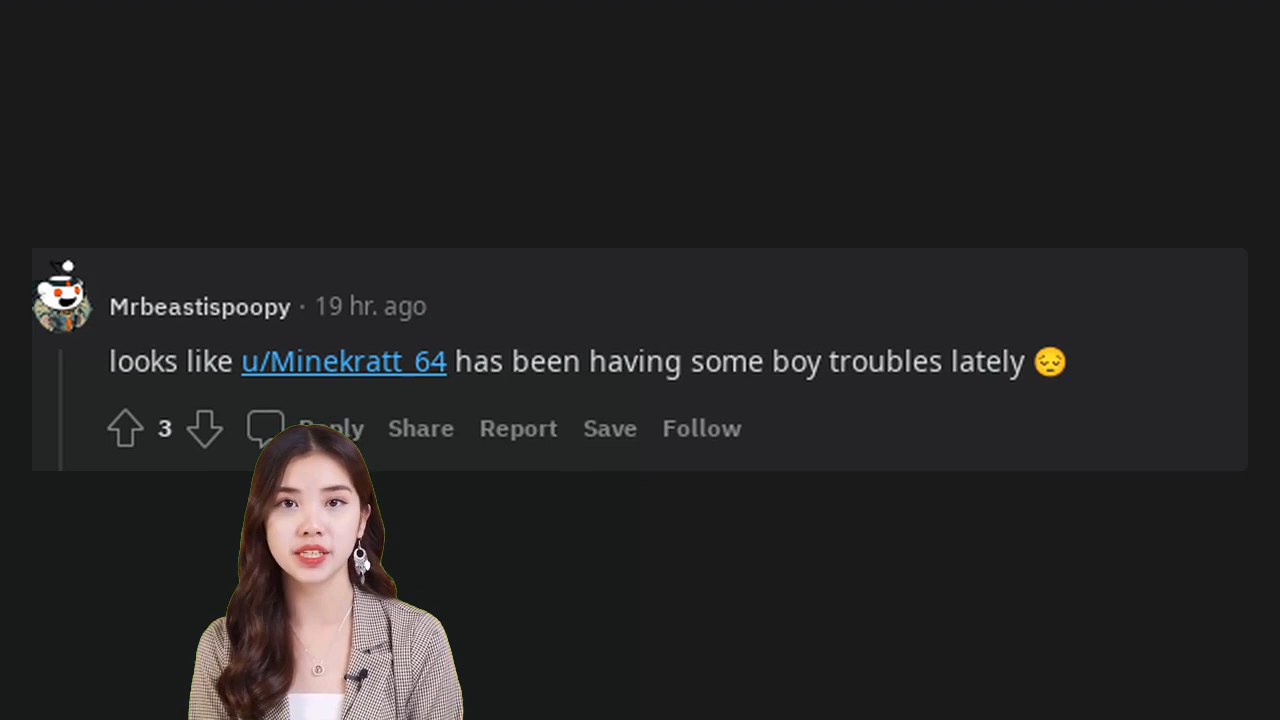 Mrbeastispoopy · 19 hr. ago
looks like u/Minekratt_64 has been having some boy troubles lately 😔
3 Reply Share Report Save Follow